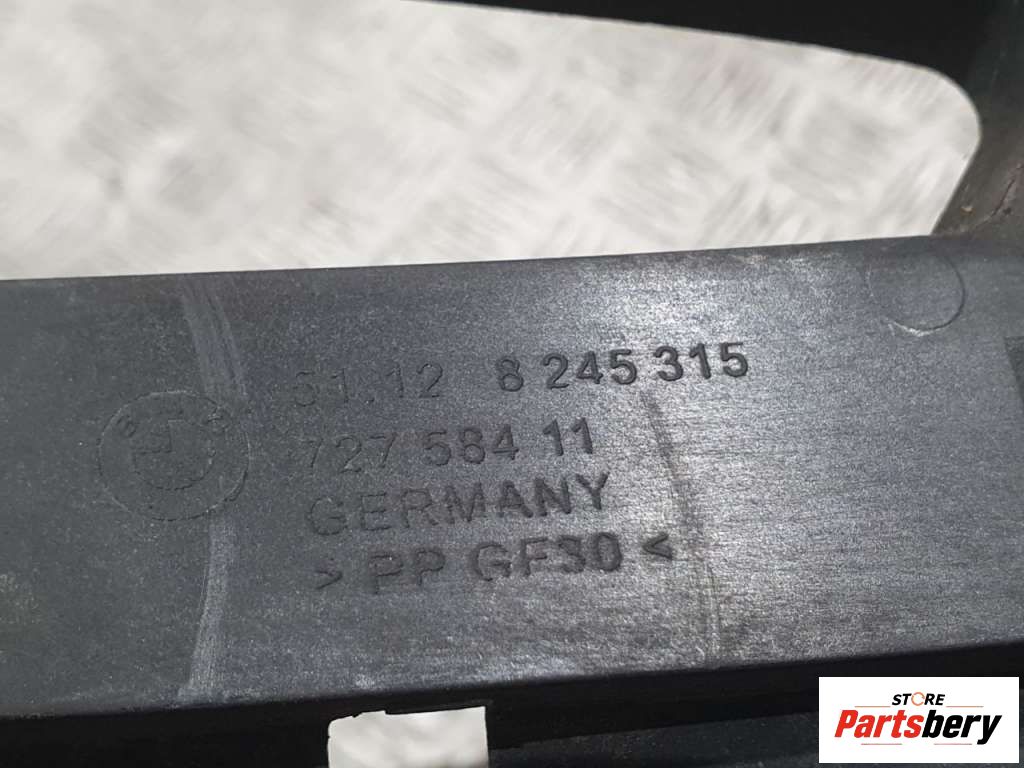 51.12 8 245 315
727 584 11
GERMANY
> PP GF30 <
STORE
Partsbery